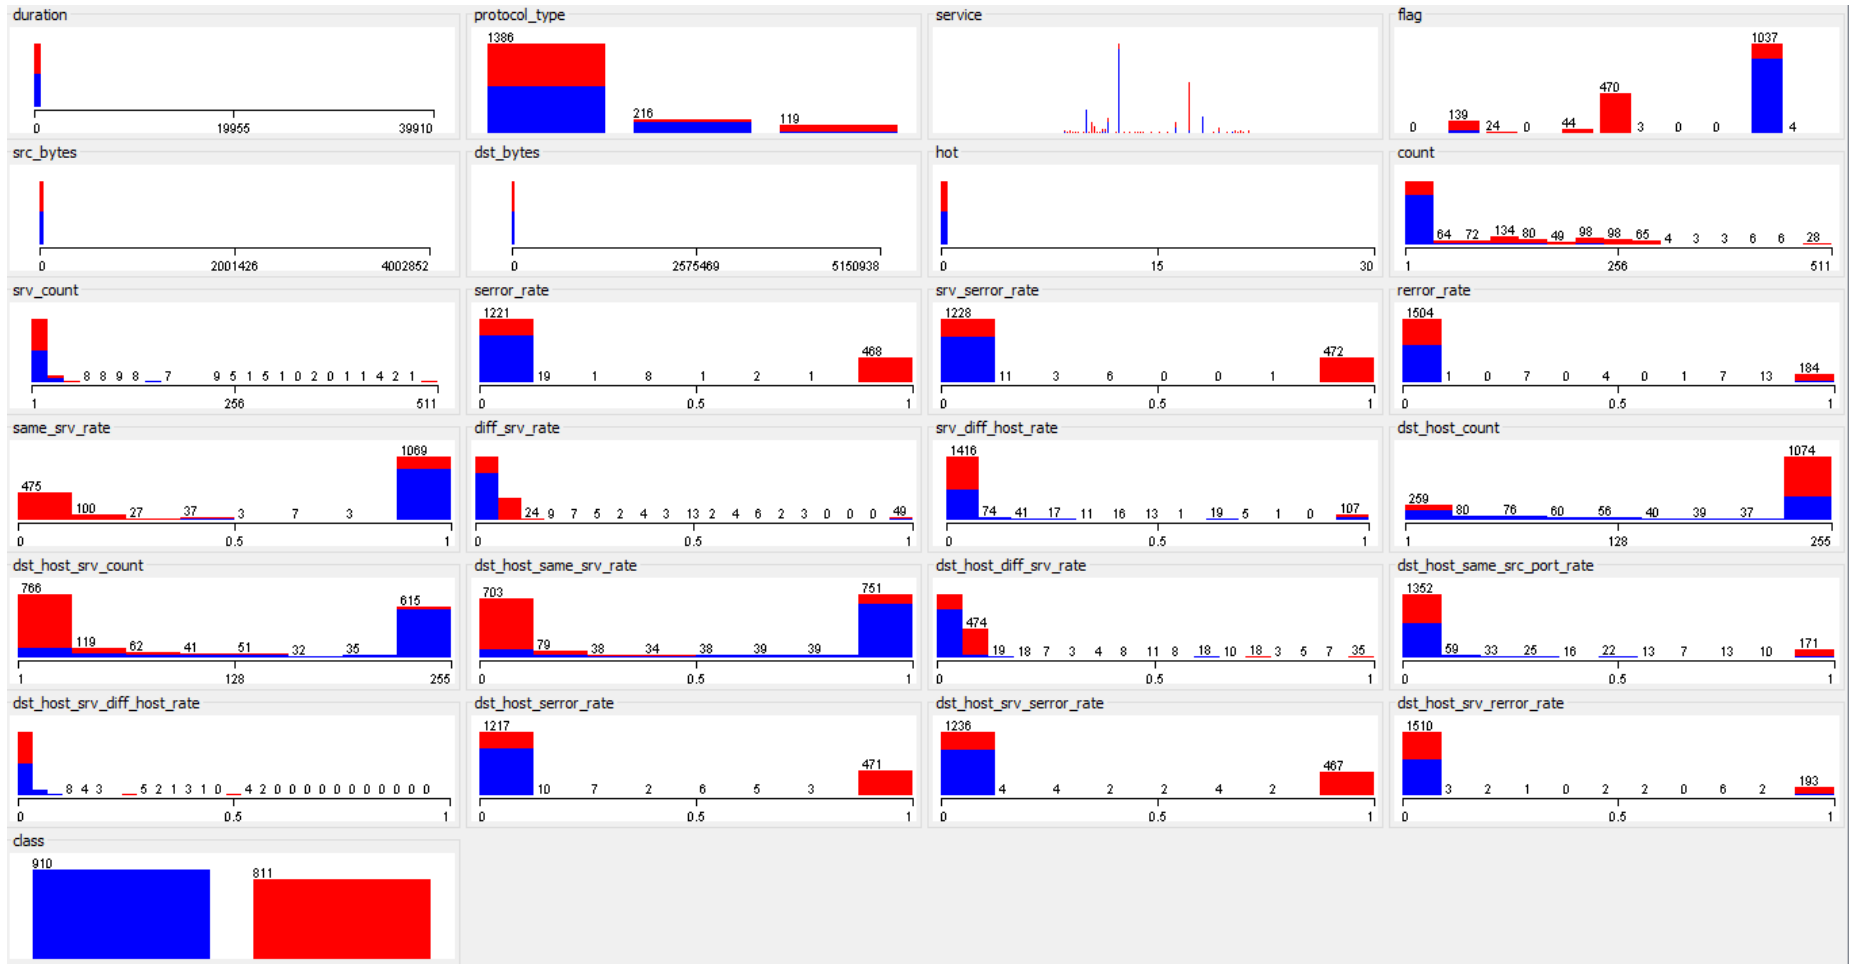 duration
0 19955 39910
protocol_type
1386
216
119
service
flag
0 139 24 0 44 470 3 0 0 1037 4
src_bytes
0 2001426 4002852
dst_bytes
0 2575469 5150938
hot
0 15 30
count
64 72 134 80 49 98 98 65 4 3 3 6 6 28
1 256 511
srv_count
8 8 9 8 7 9 5 1 5 1 0 2 0 1 1 4 2 1
1 256 511
serror_rate
1221 19 1 8 1 2 1 468
0 0.5 1
srv_serror_rate
1228 11 3 6 0 0 1 472
0 0.5 1
rerror_rate
1504 1 0 7 0 4 0 1 7 13 184
0 0.5 1
same_srv_rate
475 100 27 37 3 7 3 1069
0 0.5 1
diff_srv_rate
24 9 7 5 2 4 3 13 2 4 6 2 3 0 0 0 49
0 0.5 1
srv_diff_host_rate
1416 74 41 17 11 16 13 1 19 5 1 0 107
0 0.5 1
dst_host_count
259 80 76 60 56 40 39 37 1074
1 128 255
dst_host_srv_count
766 119 62 41 51 32 35 615
1 128 255
dst_host_same_srv_rate
703 79 38 34 38 39 39 751
0 0.5 1
dst_host_diff_srv_rate
474 19 18 7 3 4 8 11 8 18 10 18 3 5 7 35
0 0.5 1
dst_host_same_src_port_rate
1352 59 33 25 16 22 13 7 13 10 171
0 0.5 1
dst_host_srv_diff_host_rate
8 4 3 5 2 1 3 1 0 4 2 0 0 0 0 0 0 0 0 0 0
0 0.5 1
dst_host_serror_rate
1217 10 7 2 6 5 3 471
0 0.5 1
dst_host_srv_serror_rate
1236 4 4 2 2 4 2 467
0 0.5 1
dst_host_srv_rerror_rate
1510 3 2 1 0 2 2 0 6 2 193
0 0.5 1
class
910
811